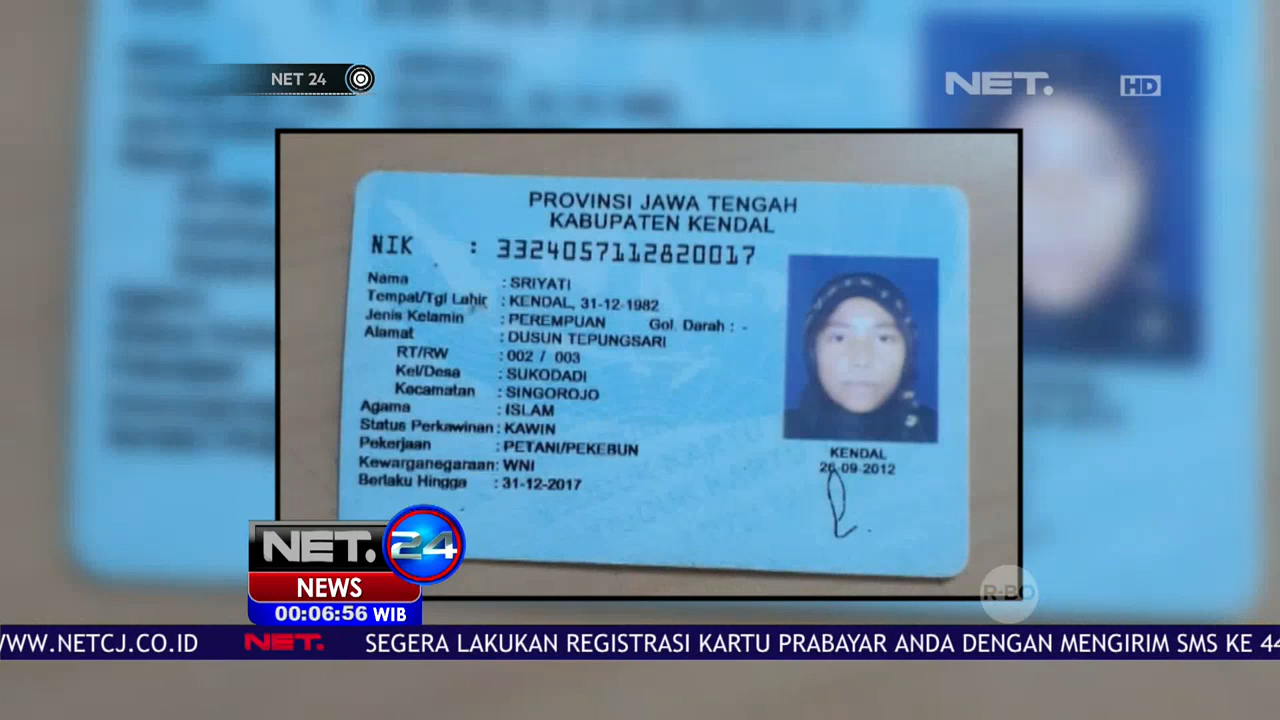 NET 24
NET.
HD
PROVINSI JAWA TENGAH
KABUPATEN KENDAL
NIK : 3324057112820017
Nama : SRIYATI
Tempat/Tgl Lahir : KENDAL, 31-12-1982
Jenis Kelamin : PEREMPUAN Gol. Darah : -
Alamat : DUSUN TEPUNGSARI
RT/RW : 002 / 003
Kel/Desa : SUKODADI
Kecamatan : SINGOROJO
Agama : ISLAM
Status Perkawinan : KAWIN
Pekerjaan : PETANI/PEKEBUN
Kewarganegaraan: WNI
Berlaku Hingga : 31-12-2017
KENDAL
26-09-2012
NET. 24
NEWS
00:06:56 WIB
R-BO
WWW.NETCJ.CO.ID NET. SEGERA LAKUKAN REGISTRASI KARTU PRABAYAR ANDA DENGAN MENGIRIM SMS KE 44